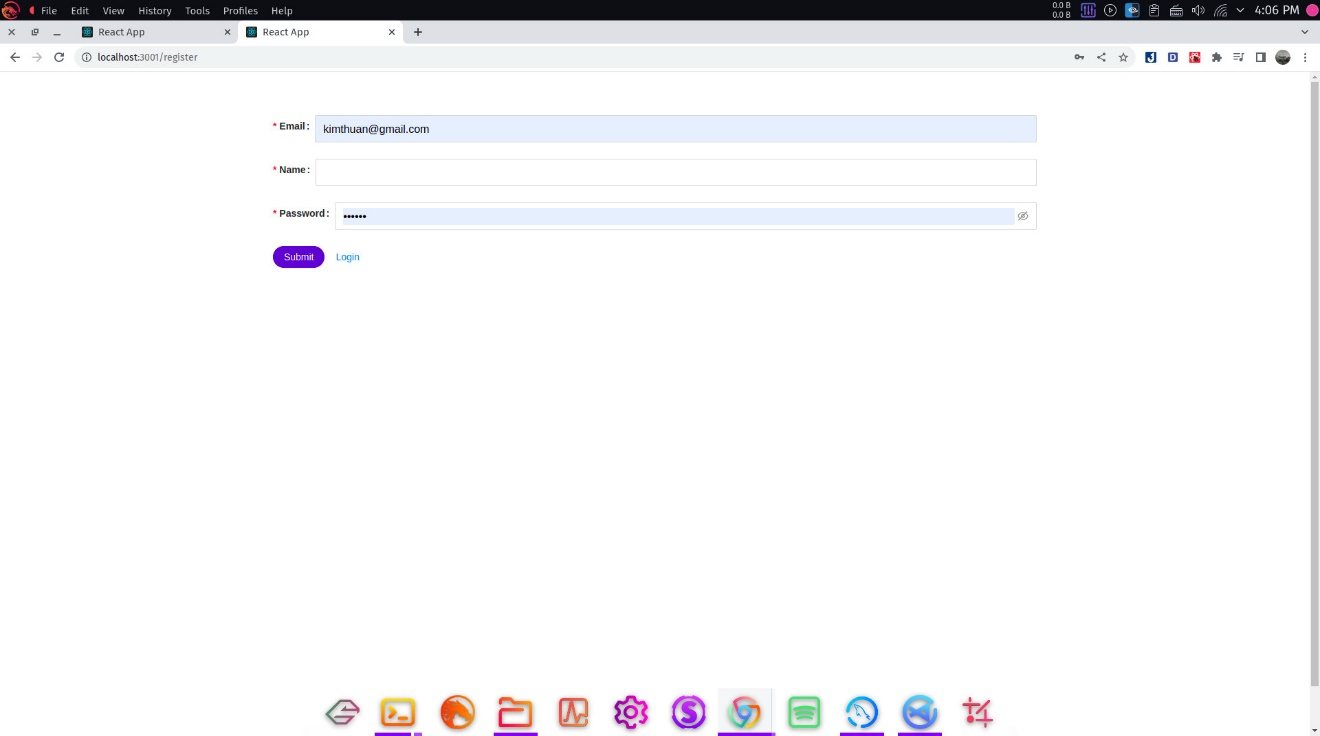 File Edit View History Tools Profiles Help
0.0 B
0.0 B
4:06 PM
React App
React App
localhost:3001/register
* Email :
kimthuan@gmail.com
* Name :
* Password :
••••••
Submit Login